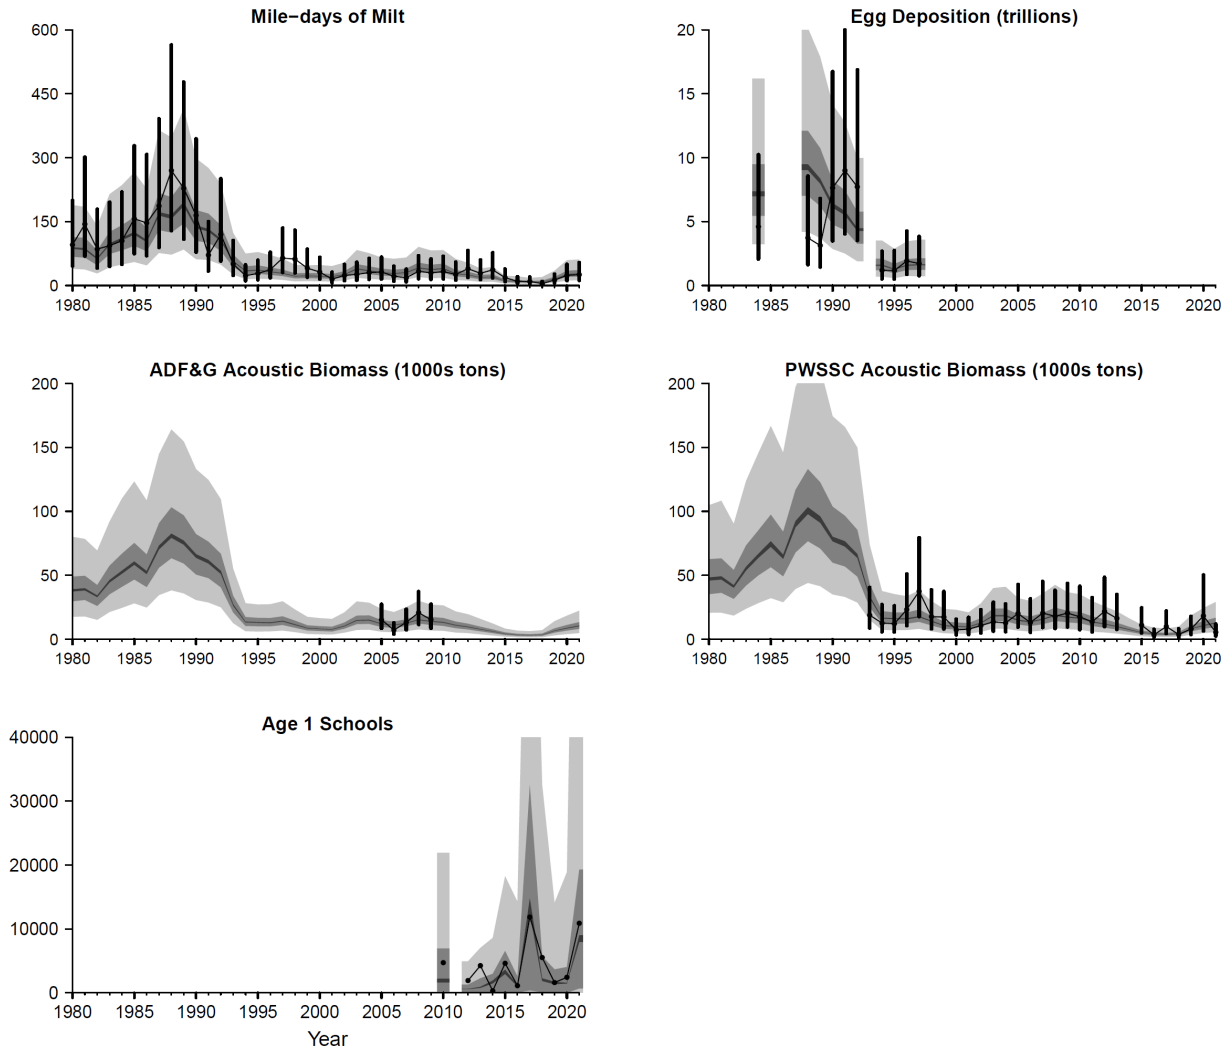 Mile−days of Milt
600
450
300
150
0
1980 1985 1990 1995 2000 2005 2010 2015 2020
Egg Deposition (trillions)
20
15
10
5
0
1980 1985 1990 1995 2000 2005 2010 2015 2020
ADF&G Acoustic Biomass (1000s tons)
200
150
100
50
0
1980 1985 1990 1995 2000 2005 2010 2015 2020
PWSSC Acoustic Biomass (1000s tons)
200
150
100
50
0
1980 1985 1990 1995 2000 2005 2010 2015 2020
Age 1 Schools
40000
30000
20000
10000
0
1980 1985 1990 1995 2000 2005 2010 2015 2020
Year